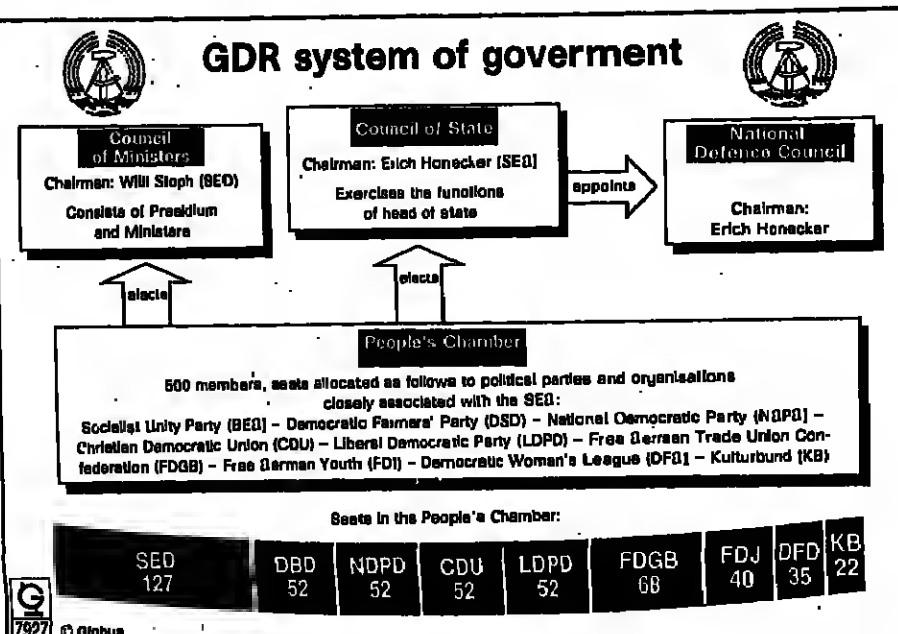 GDR system of goverment
Council
of Ministers
Chairman: Willi Stoph (SED)
Consists of Presidium
and Ministers
Council of State
Chairman: Erich Honecker (SED)
Exercises the functions
of head of state
appoints
National
Defence Council
Chairman:
Erich Honecker
elects
elects
People's Chamber
500 members, seats allocated as follows to political parties and organisations
closely associated with the SED:
Socialist Unity Party (SED) – Democratic Farmers' Party (DSD) – National Democratic Party (NDPD) –
Christian Democratic Union (CDU) – Liberal Democratic Party (LDPD) – Free German Trade Union Con-
federation (FDGB) – Free German Youth (FDI) – Democratic Woman's League (DFD) – Kulturbund (KB)
Seats in the People's Chamber:
SED
127
DBD
52
NDPD
52
CDU
52
LDPD
52
FDGB
68
FDJ
40
DFD
35
KB
22
7927 © Globus